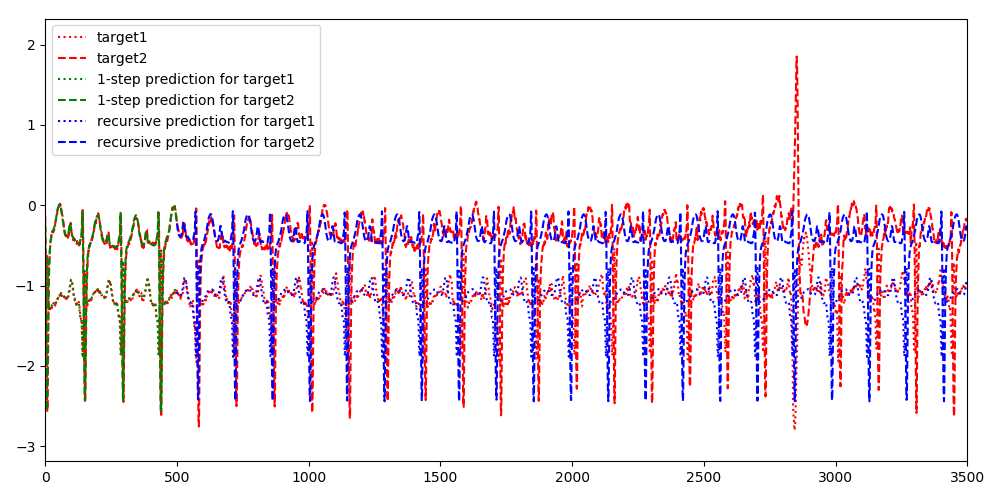 target1
target2
1-step prediction for target1
1-step prediction for target2
recursive prediction for target1
recursive prediction for target2
2
1
0
−1
−2
−3
0 500 1000 1500 2000 2500 3000 3500